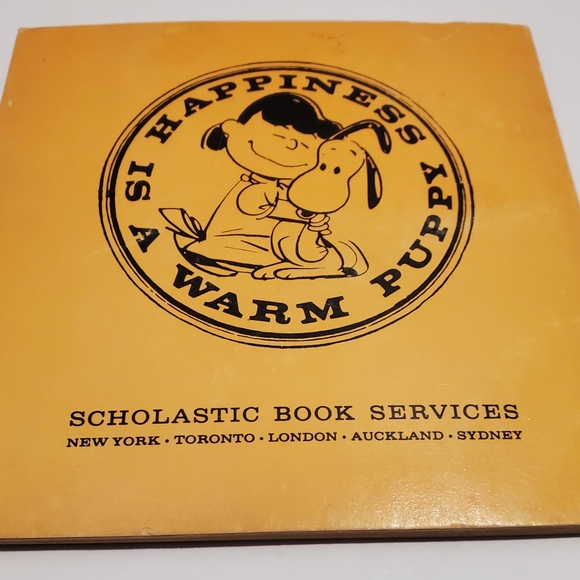 HAPPINESS IS A WARM PUPPY
SCHOLASTIC BOOK SERVICES
NEW YORK • TORONTO • LONDON • AUCKLAND • SYDNEY